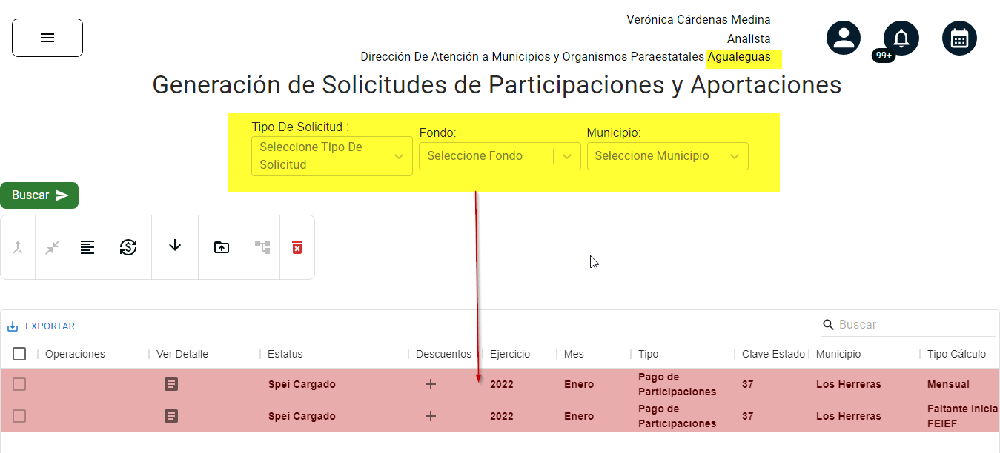 Verónica Cárdenas Medina
Analista
Dirección De Atención a Municipios y Organismos Paraestatales Agualeguas
99+
Generación de Solicitudes de Participaciones y Aportaciones
Tipo De Solicitud :
Fondo:
Municipio:
Seleccione Tipo De
Solicitud
Seleccione Fondo
Seleccione Municipio
Buscar
EXPORTAR
Buscar
Operaciones Ver Detalle Estatus Descuentos Ejercicio Mes Tipo Clave Estado Municipio Tipo Cálculo
Spei Cargado 2022 Enero Pago de
Participaciones 37 Los Herreras Mensual
Spei Cargado 2022 Enero Pago de
Participaciones 37 Los Herreras Faltante Inicial
FEIEF